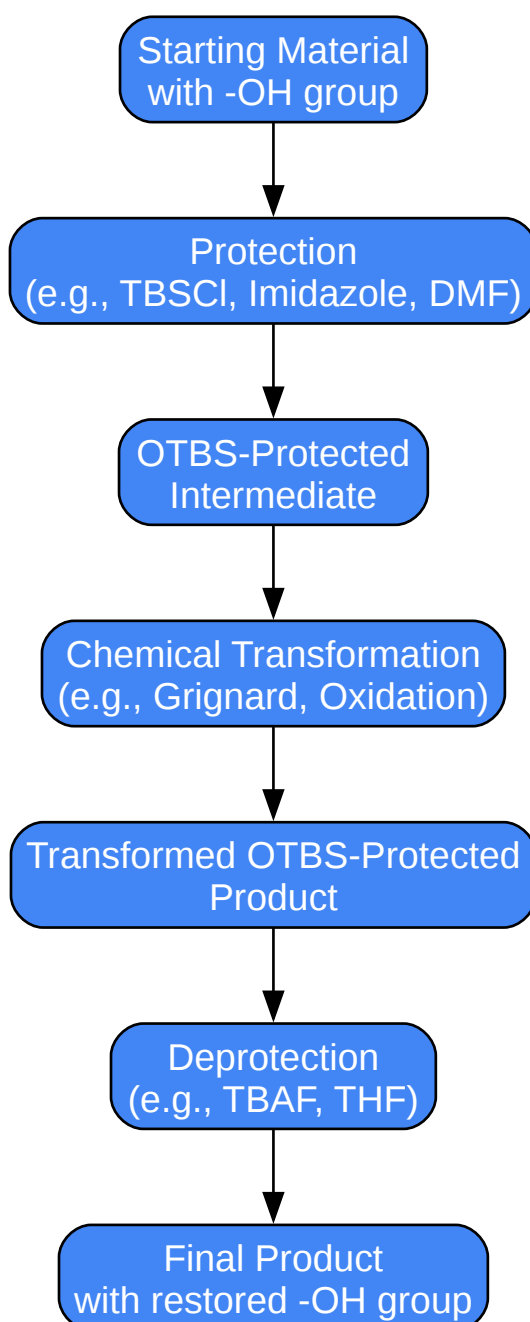 Starting Material
with -OH group
Protection
(e.g., TBSCl, Imidazole, DMF)
OTBS-Protected
Intermediate
Chemical Transformation
(e.g., Grignard, Oxidation)
Transformed OTBS-Protected
Product
Deprotection
(e.g., TBAF, THF)
Final Product
with restored -OH group